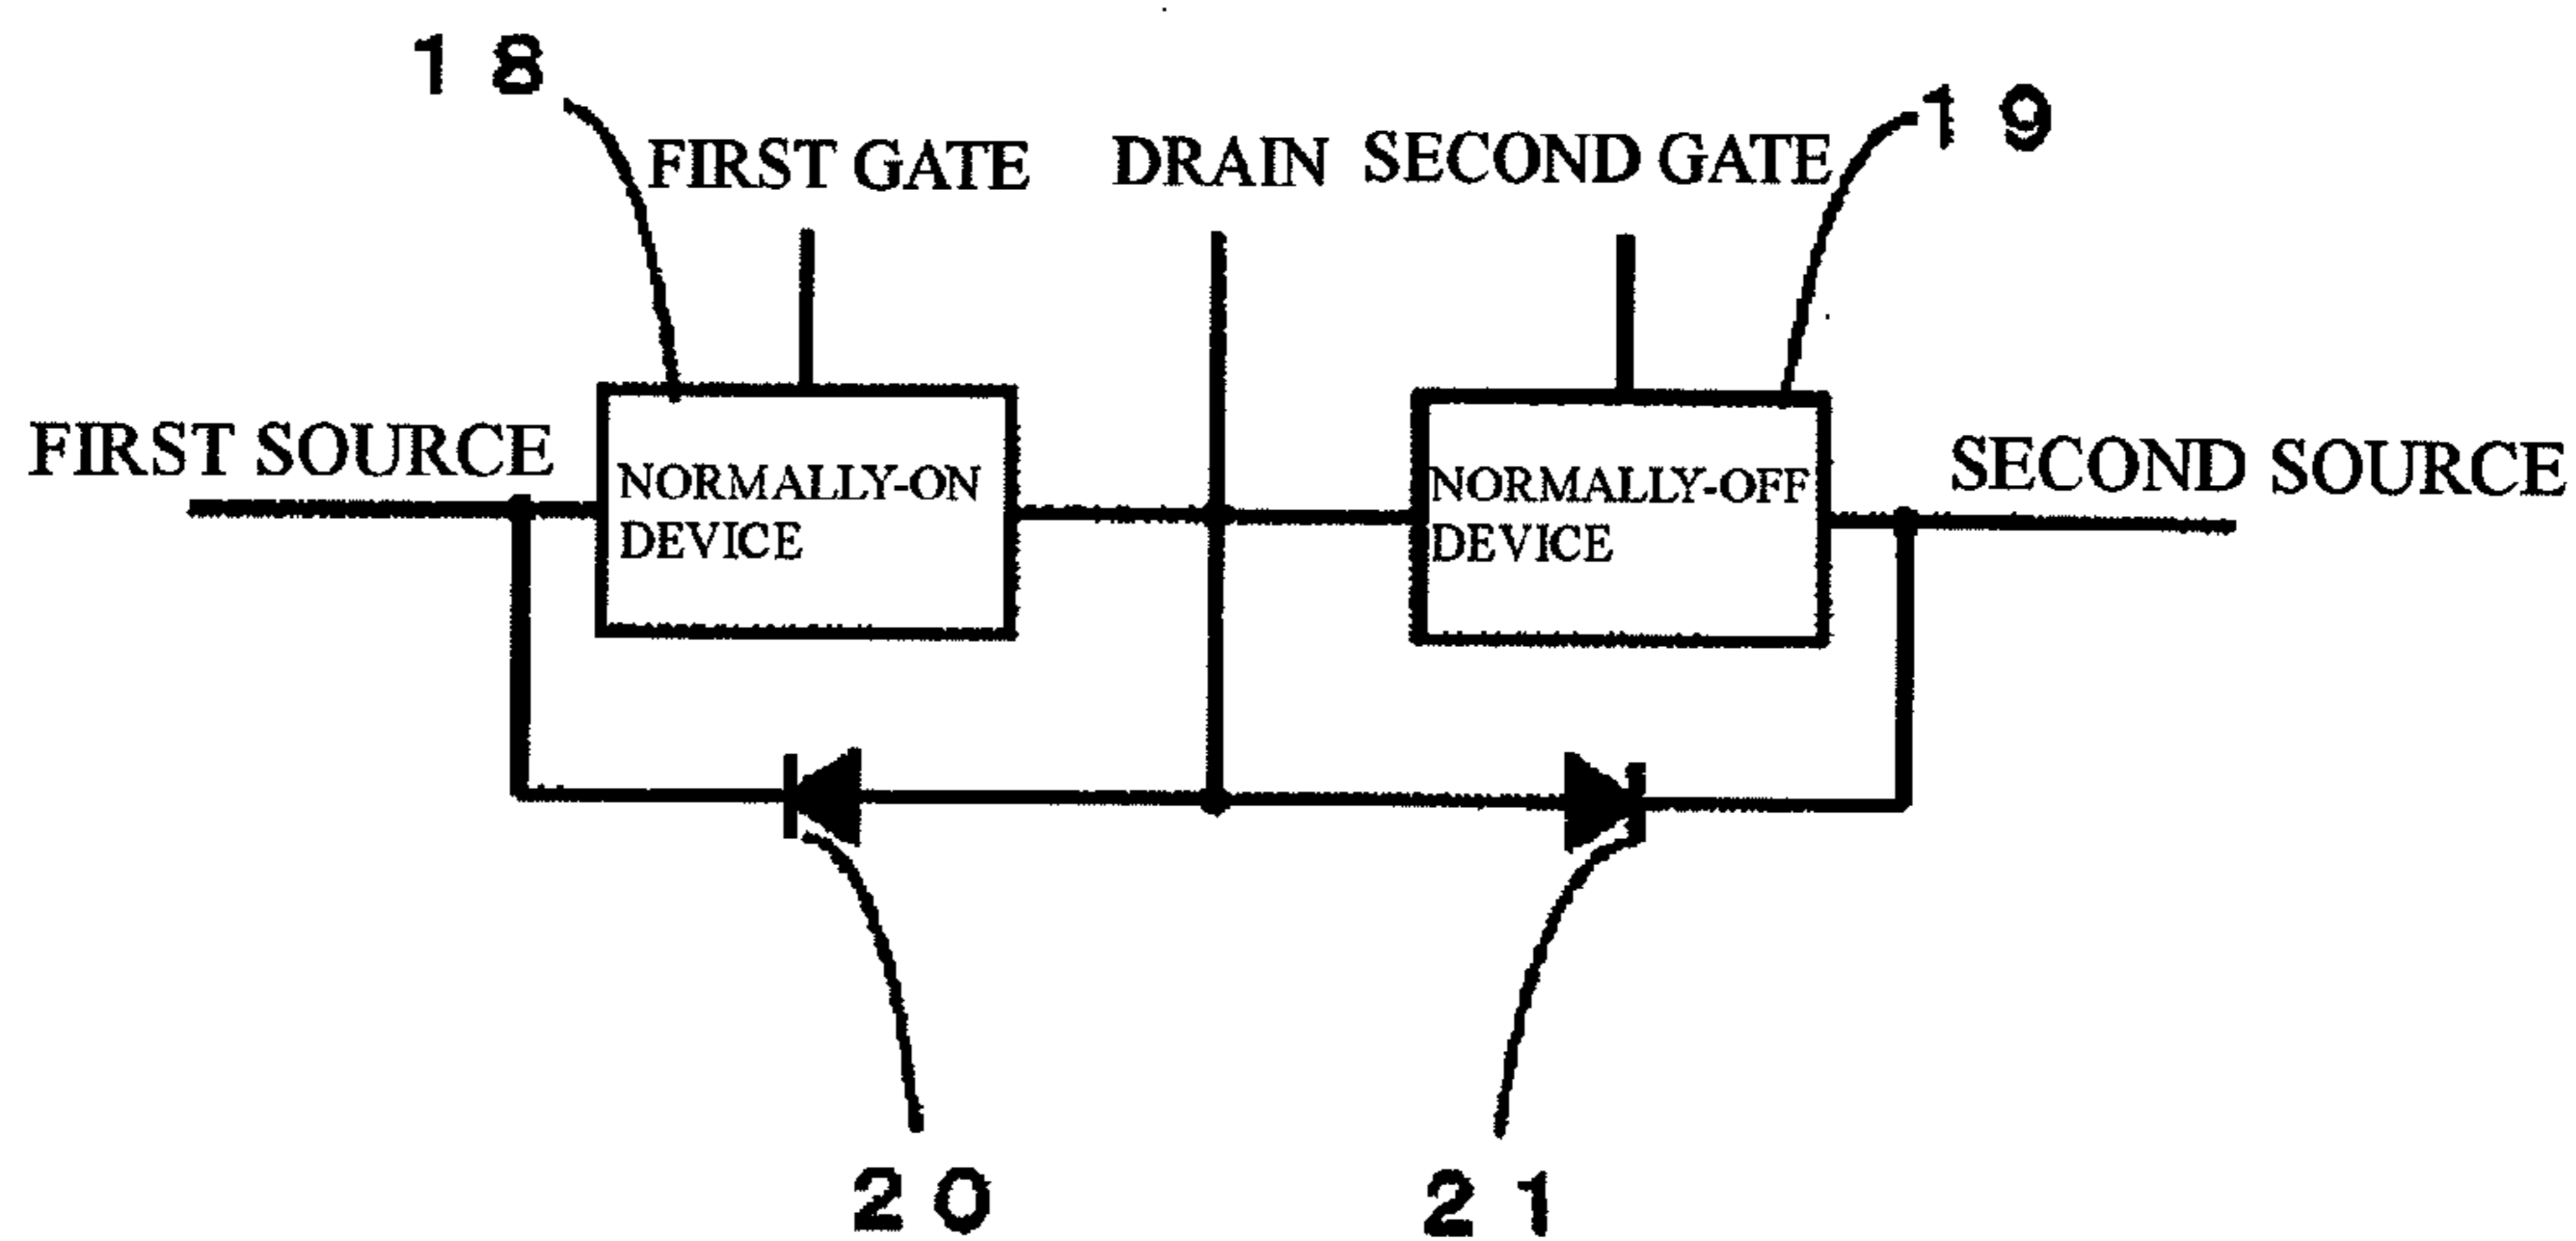 18
FIRST GATE
DRAIN
SECOND GATE
19
FIRST SOURCE
NORMALLY-ON
DEVICE
NORMALLY-OFF
DEVICE
SECOND SOURCE
20
21